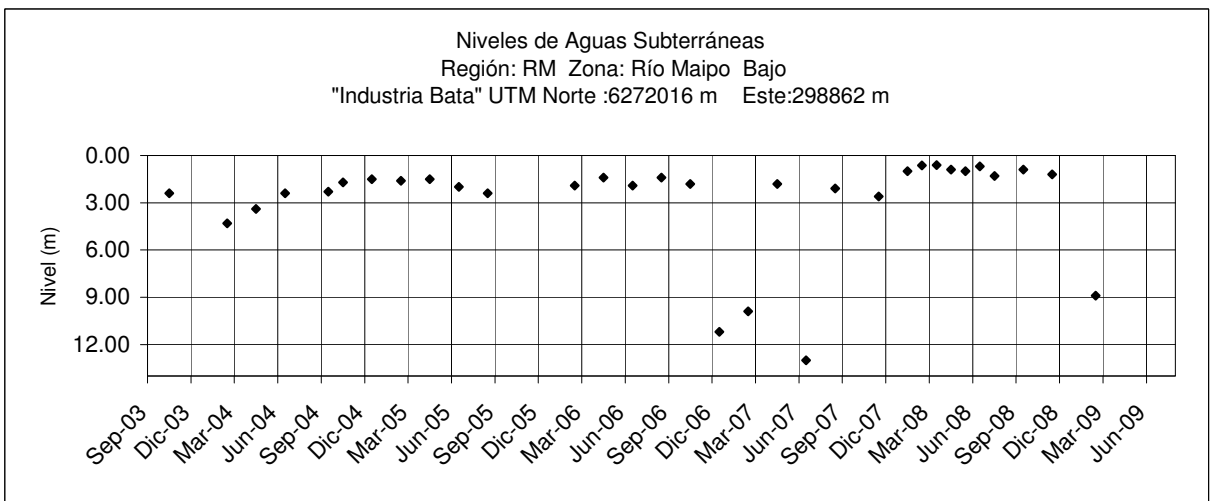 Niveles de Aguas Subterráneas
Región: RM Zona: Río Maipo Bajo
"Industria Bata" UTM Norte :6272016 m Este:298862 m
0.00
3.00
6.00
9.00
12.00
Nivel (m)
Sep-03
Dic-03
Mar-04
Jun-04
Sep-04
Dic-04
Mar-05
Jun-05
Sep-05
Dic-05
Mar-06
Jun-06
Sep-06
Dic-06
Mar-07
Jun-07
Sep-07
Dic-07
Mar-08
Jun-08
Sep-08
Dic-08
Mar-09
Jun-09